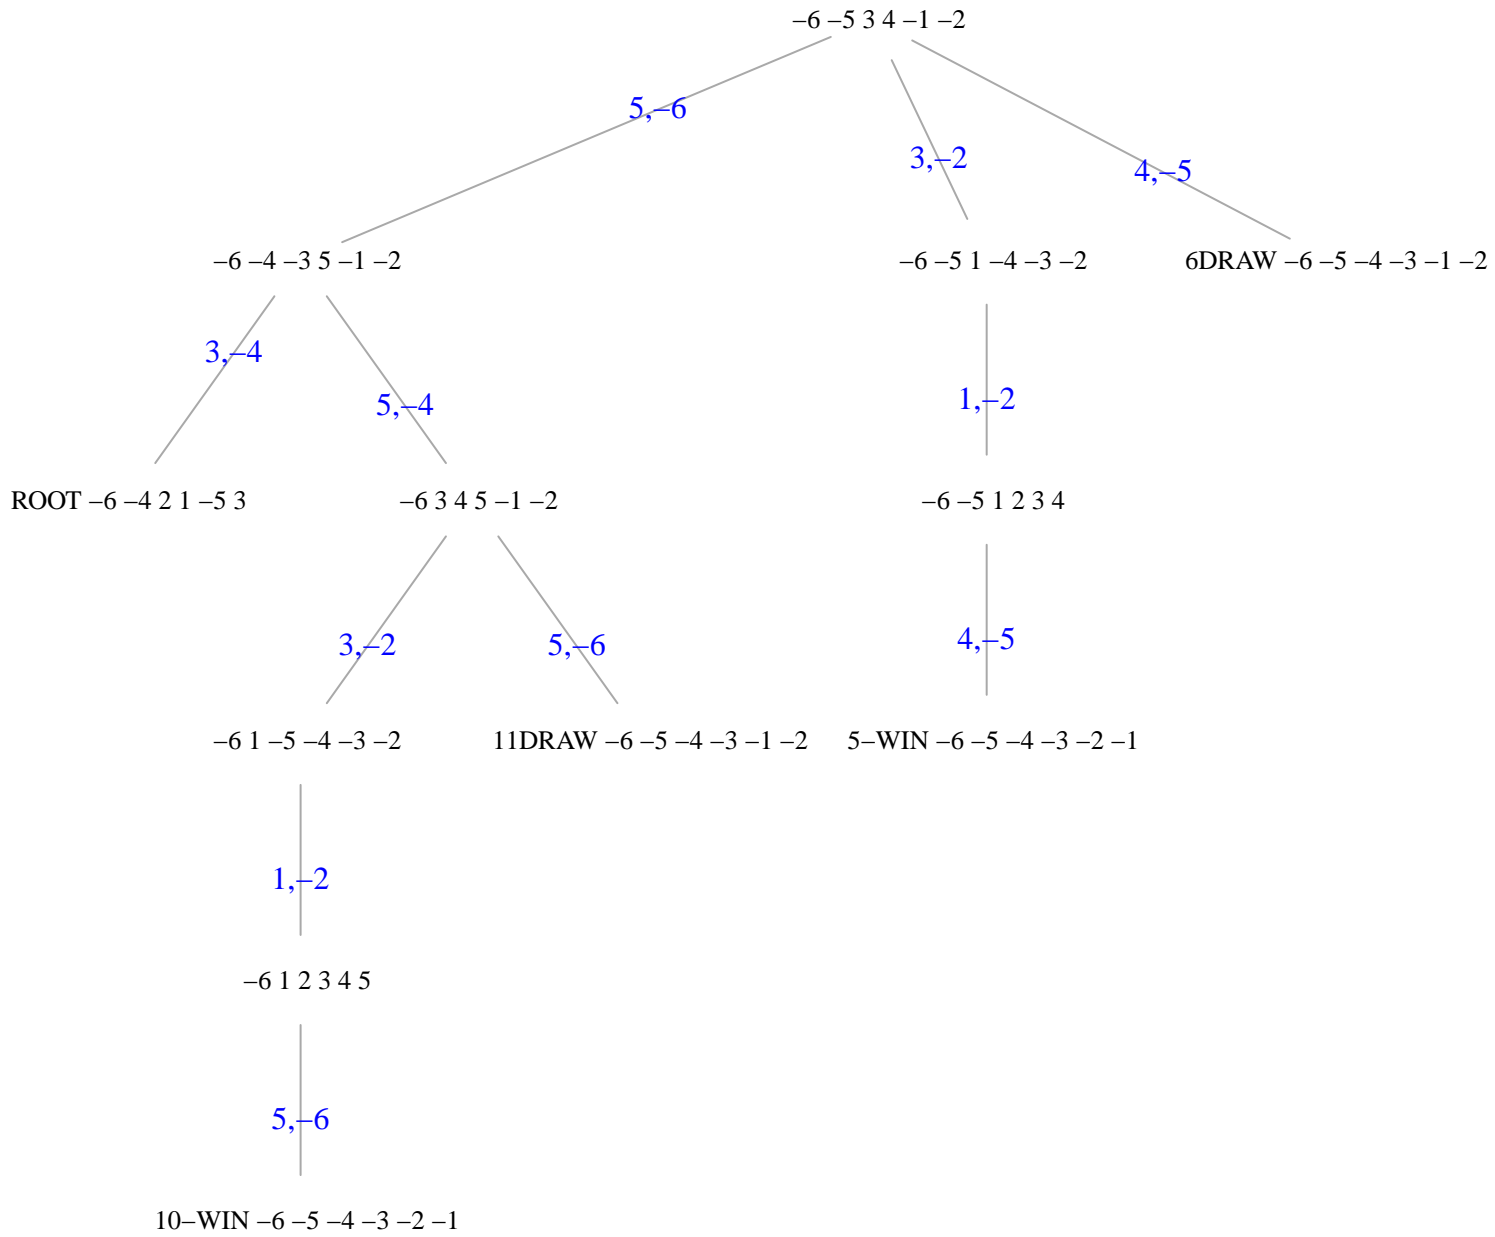 –6 –5 3 4 –1 –2
5,–6
3,–2
4,–5
–6 –4 –3 5 –1 –2
–6 –5 1 –4 –3 –2
6DRAW –6 –5 –4 –3 –1 –2
3,–4
5,–4
1,–2
ROOT –6 –4 2 1 –5 3
–6 3 4 5 –1 –2
–6 –5 1 2 3 4
3,–2
5,–6
4,–5
–6 1 –5 –4 –3 –2
11DRAW –6 –5 –4 –3 –1 –2
5–WIN –6 –5 –4 –3 –2 –1
1,–2
–6 1 2 3 4 5
5,–6
10–WIN –6 –5 –4 –3 –2 –1